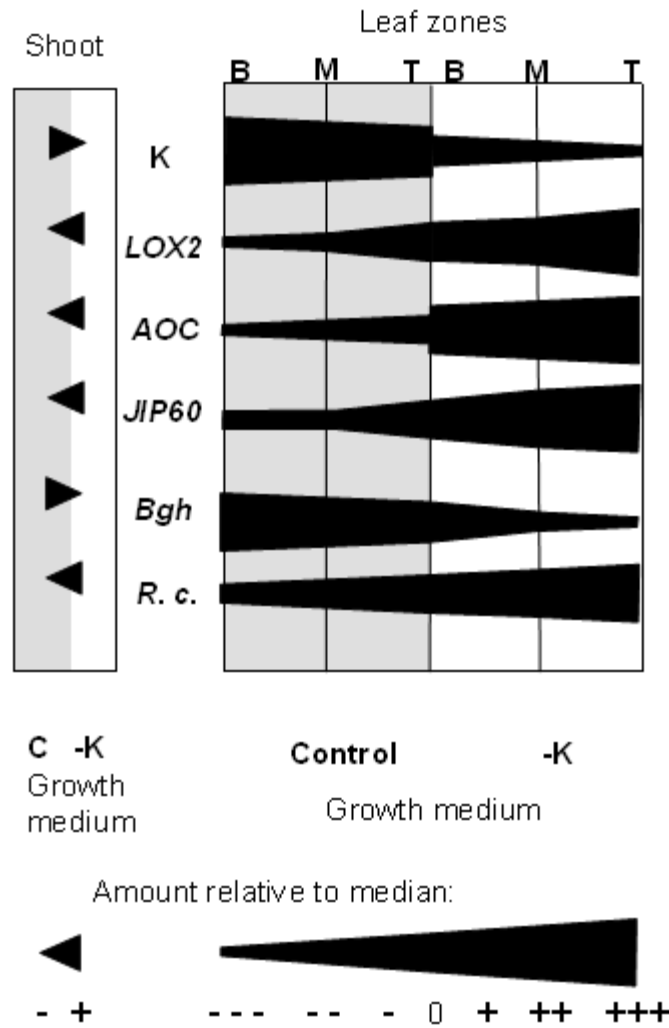 Leaf zones
Shoot
B M T B M T
K
LOX2
AOC
JIP60
Bgh
R. c.
C -K
Growth
medium
Control -K
Growth medium
Amount relative to median:
- + - - - - - - 0 + ++ +++